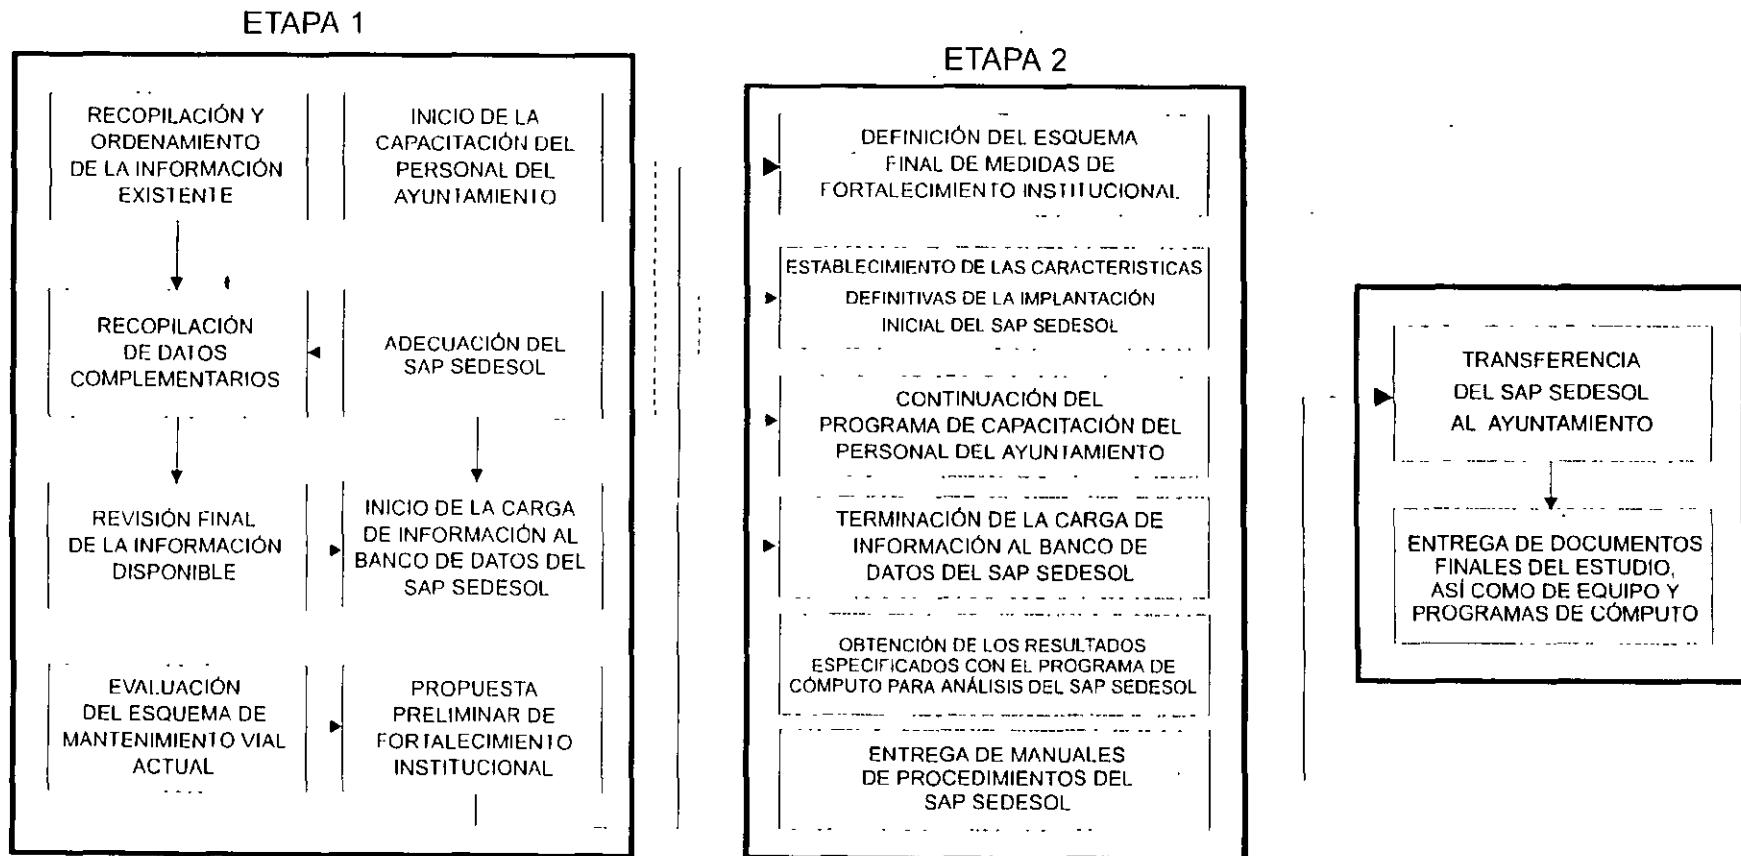 ETAPA 1
RECOPILACIÓN Y
ORDENAMIENTO
DE LA INFORMACIÓN
EXISTENTE
INICIO DE LA
CAPACITACIÓN DEL
PERSONAL DEL
AYUNTAMIENTO
RECOPILACIÓN
DE DATOS
COMPLEMENTARIOS
ADECUACIÓN DEL
SAP SEDESOL
REVISIÓN FINAL
DE LA INFORMACIÓN
DISPONIBLE
INICIO DE LA CARGA
DE INFORMACIÓN AL
BANCO DE DATOS DEL
SAP SEDESOL
EVALUACIÓN
DEL ESQUEMA DE
MANTENIMIENTO VIAL
ACTUAL
PROPUESTA
PRELIMINAR DE
FORTALECIMIENTO
INSTITUCIONAL
ETAPA 2
DEFINICIÓN DEL ESQUEMA
FINAL DE MEDIDAS DE
FORTALECIMIENTO INSTITUCIONAL
ESTABLECIMIENTO DE LAS CARACTERISTICAS
DEFINITIVAS DE LA IMPLANTACIÓN
INICIAL DEL SAP SEDESOL
CONTINUACIÓN DEL
PROGRAMA DE CAPACITACIÓN DEL
PERSONAL DEL AYUNTAMIENTO
TERMINACIÓN DE LA CARGA DE
INFORMACIÓN AL BANCO DE
DATOS DEL SAP SEDESOL
OBTENCIÓN DE LOS RESULTADOS
ESPECIFICADOS CON EL PROGRAMA DE
CÓMPUTO PARA ANÁLISIS DEL SAP SEDESOL
ENTREGA DE MANUALES
DE PROCEDIMIENTOS DEL
SAP SEDESOL
TRANSFERENCIA
DEL SAP SEDESOL
AL AYUNTAMIENTO
ENTREGA DE DOCUMENTOS
FINALES DEL ESTUDIO,
ASÍ COMO DE EQUIPO Y
PROGRAMAS DE CÓMPUTO